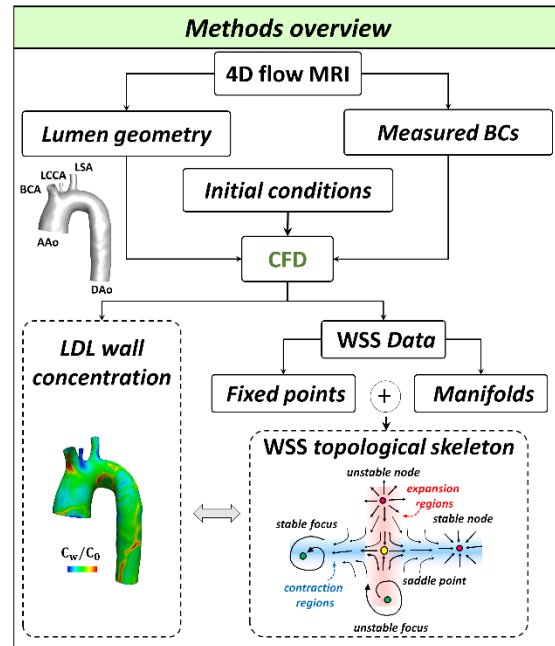 Methods overview
4D flow MRI
Lumen geometry
Measured BCs
LSA
LCCA
BCA
Initial conditions
AAo
CFD
DAo
LDL wall
concentration
WSS Data
Fixed points
+
Manifolds
WSS topological skeleton
unstable node
expansion
regions
stable focus
stable node
C_w/C_0
contraction
regions
saddle point
unstable focus